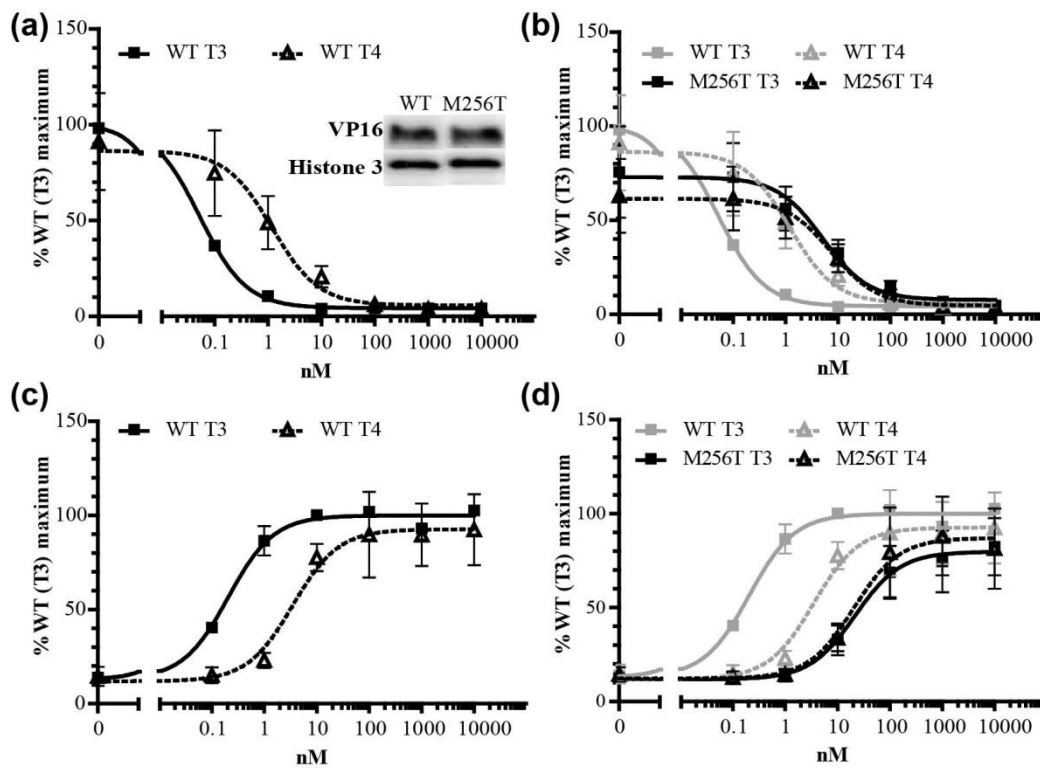 (a)
150
100
50
0
% WT (T3) maximum
WT T3 WT T4
WT M256T
VP16
Histone 3
0 0.1 1 10 100 1000 10000
nM
(b)
150
100
50
0
% WT (T3) maximum
WT T3 WT T4
M256T T3 M256T T4
0 0.1 1 10 100 1000 10000
nM
(c)
150
100
50
0
% WT (T3) maximum
WT T3 WT T4
0 0.1 1 10 100 1000 10000
nM
(d)
150
100
50
0
% WT (T3) maximum
WT T3 WT T4
M256T T3 M256T T4
0 0.1 1 10 100 1000 10000
nM